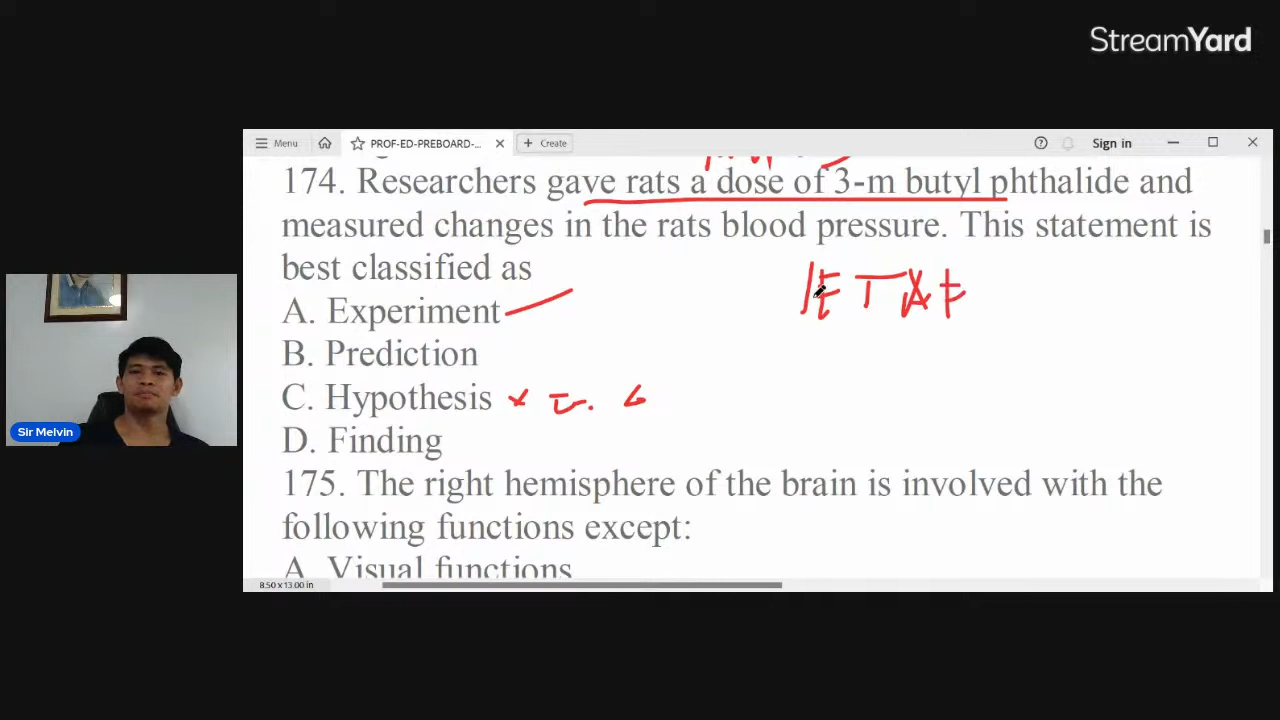 StreamYard
Menu
PROF-ED-PREBOARD-...
Create
Sign in
174. Researchers gave rats a dose of 3-m butyl phthalide and
measured changes in the rats blood pressure. This statement is
best classified as
A. Experiment
B. Prediction
C. Hypothesis
D. Finding
175. The right hemisphere of the brain is involved with the
following functions except:
A. Visual functions
8.50 x 13.00 in
Sir Melvin